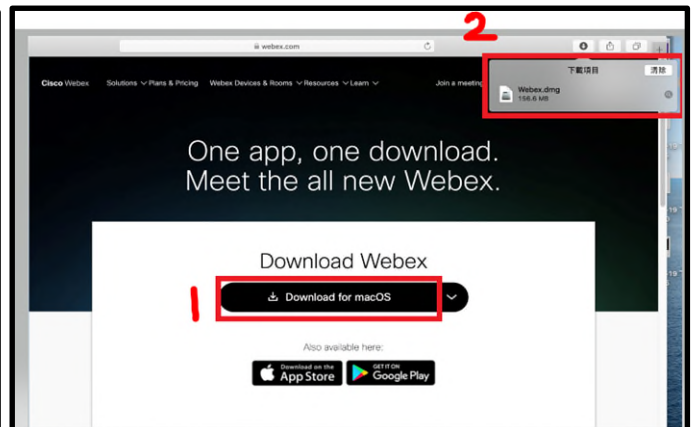 2
webex.com
下載項目
清除
Webex.dmg
156.6 MB
Cisco Webex Solutions Plans & Pricing Webex Devices & Rooms Resources Learn Join a meeting
One app, one download.
Meet the all new Webex.
Download Webex
1
Download for macOS
Also available here:
Download on the
App Store
GET IT ON
Google Play